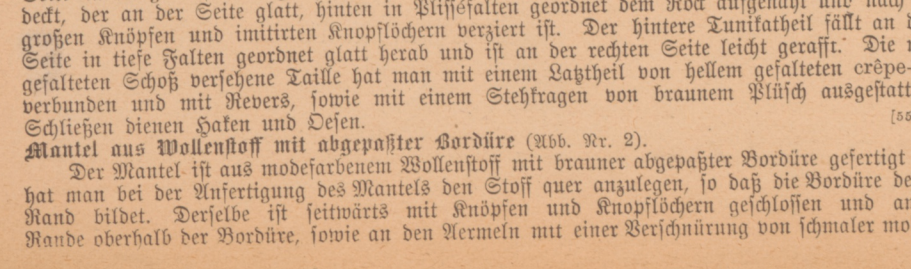 deckt, der an der Seite glatt, hinten in Plisséfalten geordnet dem Rock aufgenäht und nach
großen Knöpfen und imitirten Knopflöchern verziert ist. Der hintere Tunikatheil fällt an
Seite in tiefe Falten geordnet glatt herab und ist an der rechten Seite leicht gerafft. Die
gefalteten Schoß versehene Taille hat man mit einem Latztheil von hellem gefalteten crêpe-
verbunden und mit Revers, sowie mit einem Stehkragen von braunem Plüsch ausgestatt
Schließen dienen Haken und Oesen.
[55
Mantel aus Wollenstoff mit abgepaßter Bordüre (Abb. Nr. 2).
Der Mantel ist aus modefarbenem Wollenstoff mit brauner abgepaßter Bordüre gefertigt
hat man bei der Anfertigung des Mantels den Stoff quer anzulegen, so daß die Bordüre de
Rand bildet. Derselbe ist seitwärts mit Knöpfen und Knopflöchern geschlossen und an
Rande oberhalb der Bordüre, sowie an den Aermeln mit einer Verschnürung von schmaler mo